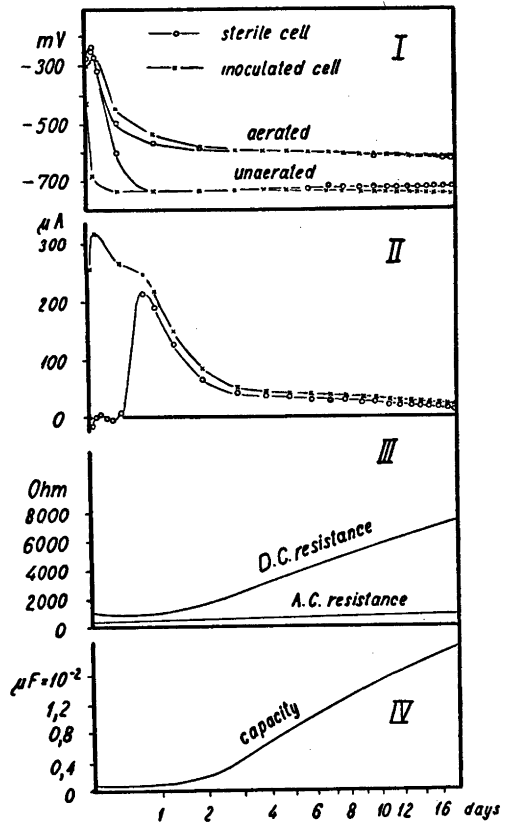 mV
sterile cell
I
-300
inoculated cell
-500
aerated
unaerated
-700
μA
II
300
200
100
0
III
Ohm
8000
6000
4000
2000
0
D.C. resistance
A.C. resistance
μF=10⁻²
1,2
0,8
0,4
0
capacity
IV
1 2 4 6 8 10 12 16 days